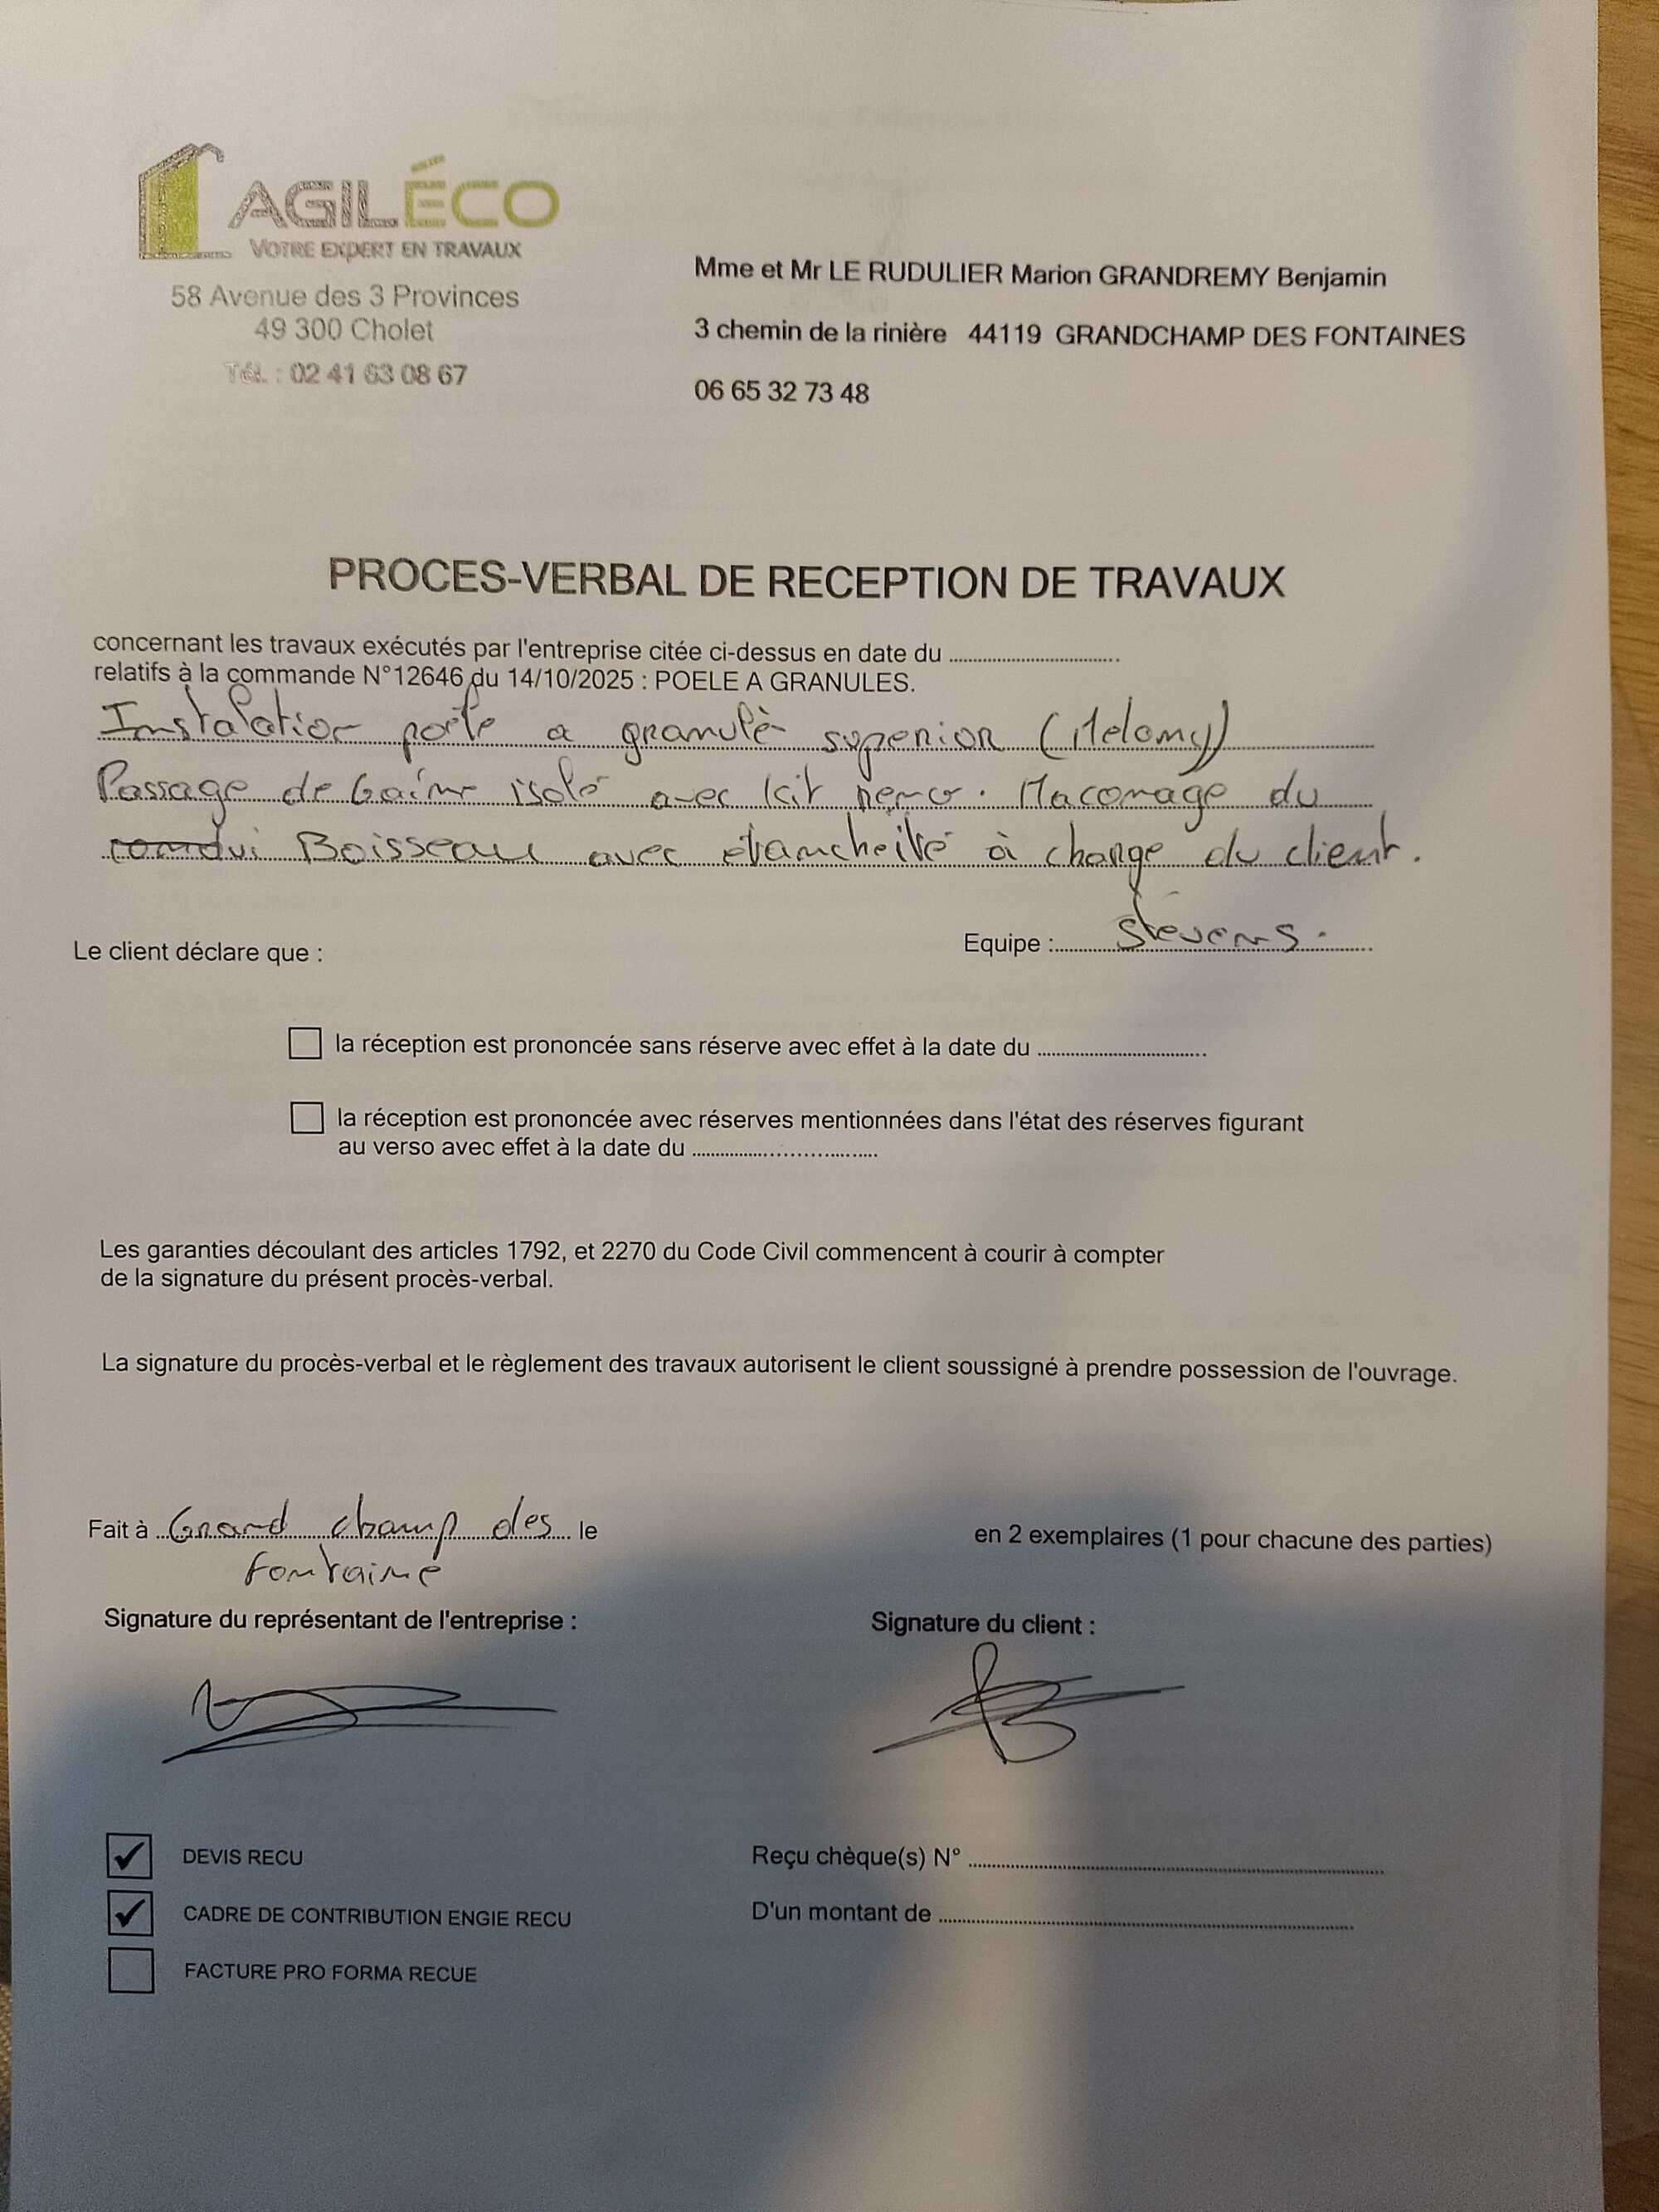 AGILÉCO
VOTRE EXPERT EN TRAVAUX
58 Avenue des 3 Provinces
49 300 Cholet
Tél. : 02 41 63 08 67
Mme et Mr LE RUDULIER Marion GRANDREMY Benjamin
3 chemin de la rinière 44119 GRANDCHAMP DES FONTAINES
06 65 32 73 48
PROCES-VERBAL DE RECEPTION DE TRAVAUX
concernant les travaux exécutés par l'entreprise citée ci-dessus en date du ..............................
relatifs à la commande N°12646 du 14/10/2025 : POELE A GRANULES.
Instalation poêle a granulè superior (Melomy)
Passage de Gaine isolé avec kit Maconage du
condui Boisseau avec étancheité à charge du client.
Le client déclare que :
Equipe : stevens.
la réception est prononcée sans réserve avec effet à la date du ..............................
la réception est prononcée avec réserves mentionnées dans l'état des réserves figurant
au verso avec effet à la date du ..............................
Les garanties découlant des articles 1792, et 2270 du Code Civil commencent à courir à compter
de la signature du présent procès-verbal.
La signature du procès-verbal et le règlement des travaux autorisent le client soussigné à prendre possession de l'ouvrage.
Fait à Grand champ des le en 2 exemplaires (1 pour chacune des parties)
Fontaine
Signature du représentant de l'entreprise :
Signature du client :
DEVIS RECU
CADRE DE CONTRIBUTION ENGIE RECU
FACTURE PRO FORMA RECUE
Reçu chèque(s) N° ..............................
D'un montant de ..............................